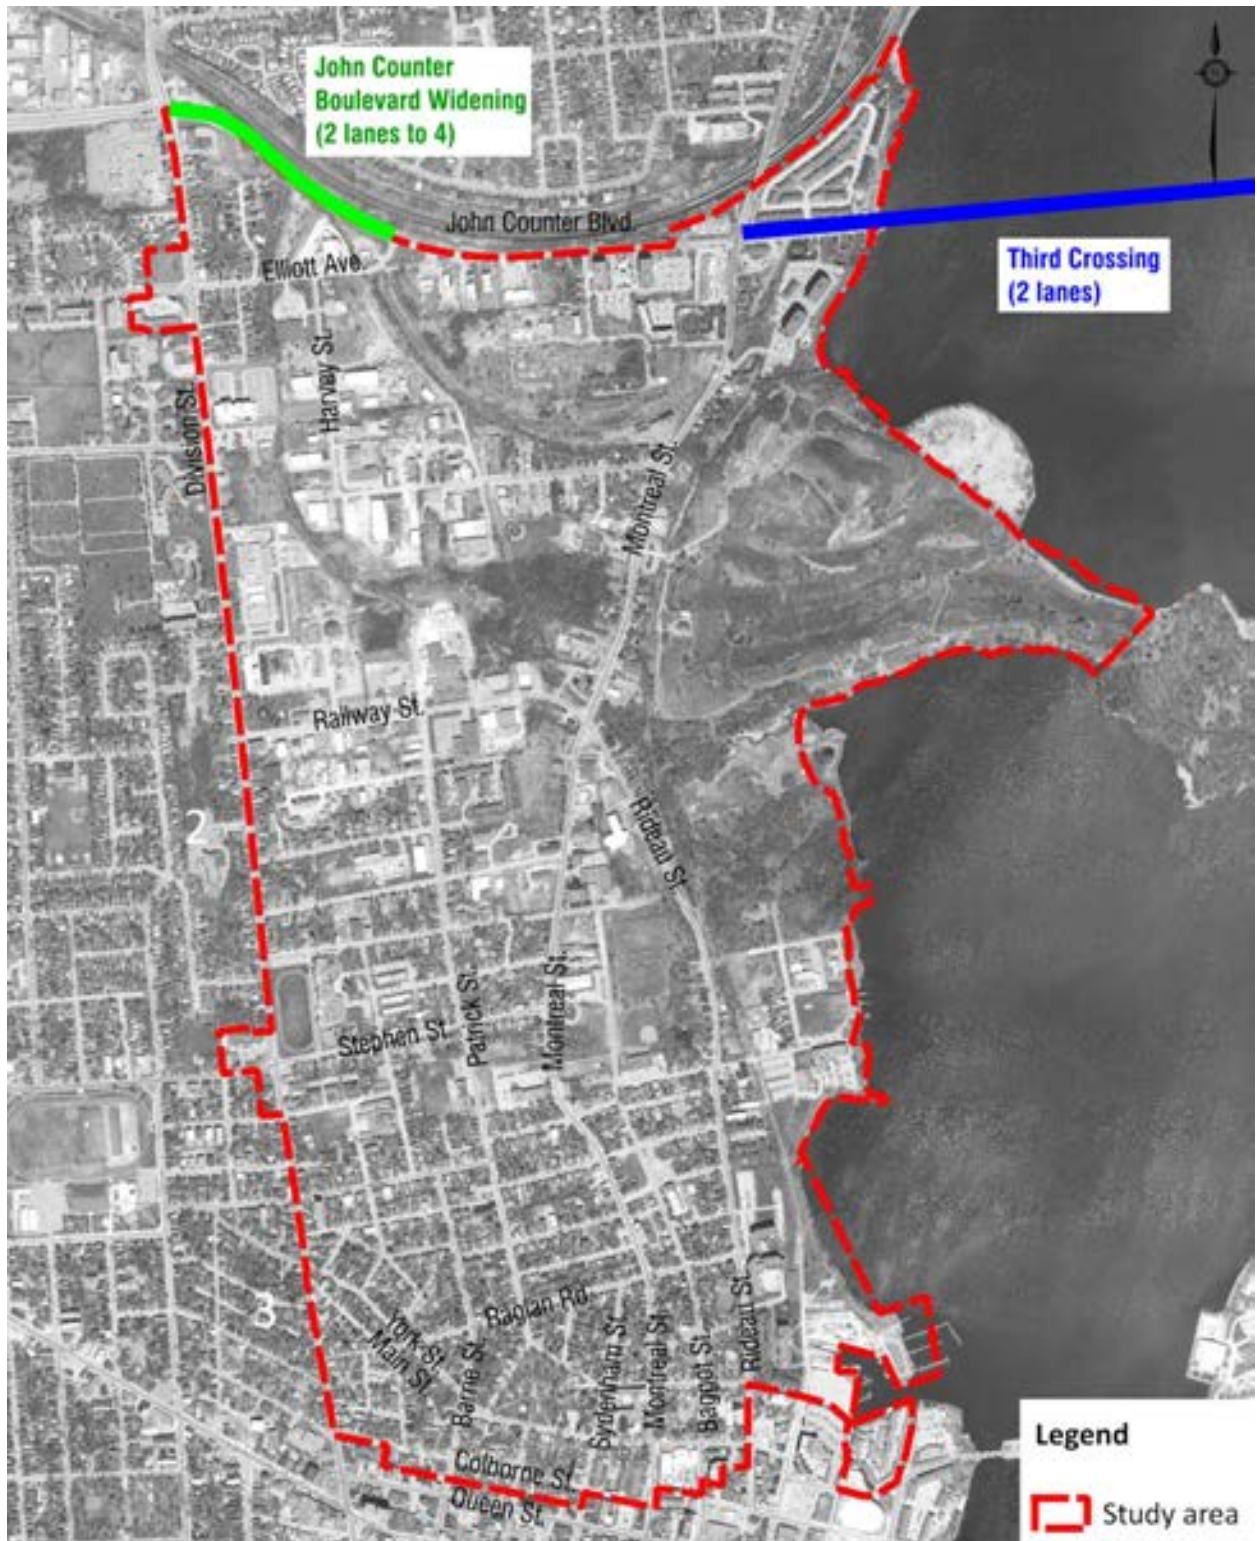 John Counter
Boulevard Widening
(2 lanes to 4)
John Counter Blvd.
Elliott Ave.
Third Crossing
(2 lanes)
Harvey St.
Division St.
Montreal St.
Railway St.
Rideau St.
2
Patrick St.
Montreal St.
Stephen St.
3
Raglan Rd
York St.
Main St.
Barrie St.
Sydenham St.
Montreal St.
Bagot St.
Rideau St.
Colborne St.
Queen St.
Legend
Study area